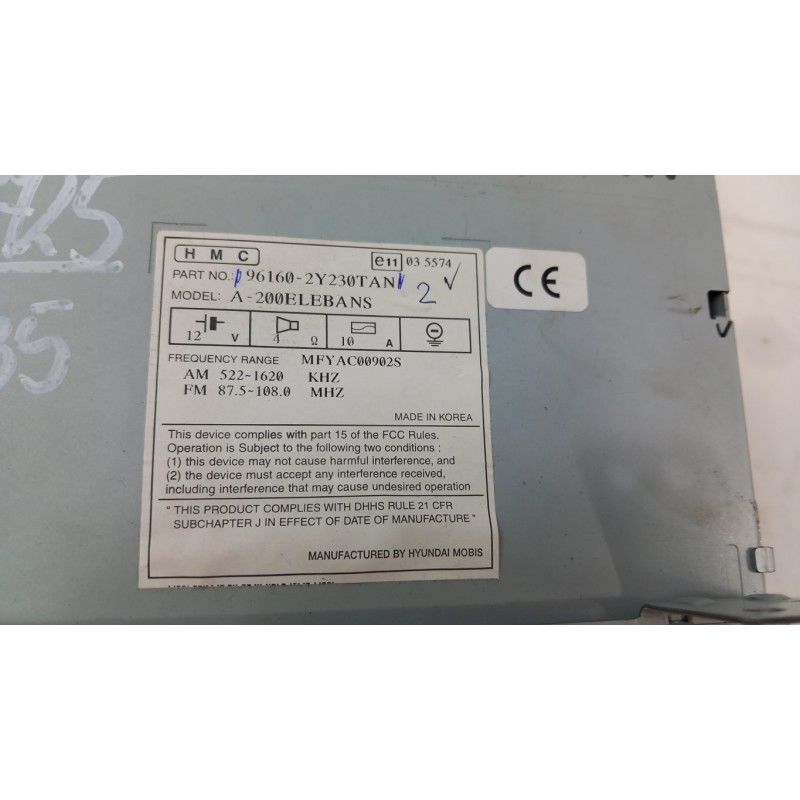 725
35
H M C
e11 03 5574
PART NO.: 96160-2Y230TAN 2 ✓
MODEL: A-200ELEBANS
12 V 4 Ω 10 A
FREQUENCY RANGE MFYAC00902S
AM 522~1620 KHZ
FM 87.5~108.0 MHZ
MADE IN KOREA
This device complies with part 15 of the FCC Rules.
Operation is Subject to the following two conditions :
(1) this device may not cause harmful interference, and
(2) the device must accept any interference received,
including interference that may cause undesired operation
" THIS PRODUCT COMPLIES WITH DHHS RULE 21 CFR
SUBCHAPTER J IN EFFECT OF DATE OF MANUFACTURE "
MANUFACTURED BY HYUNDAI MOBIS
CE